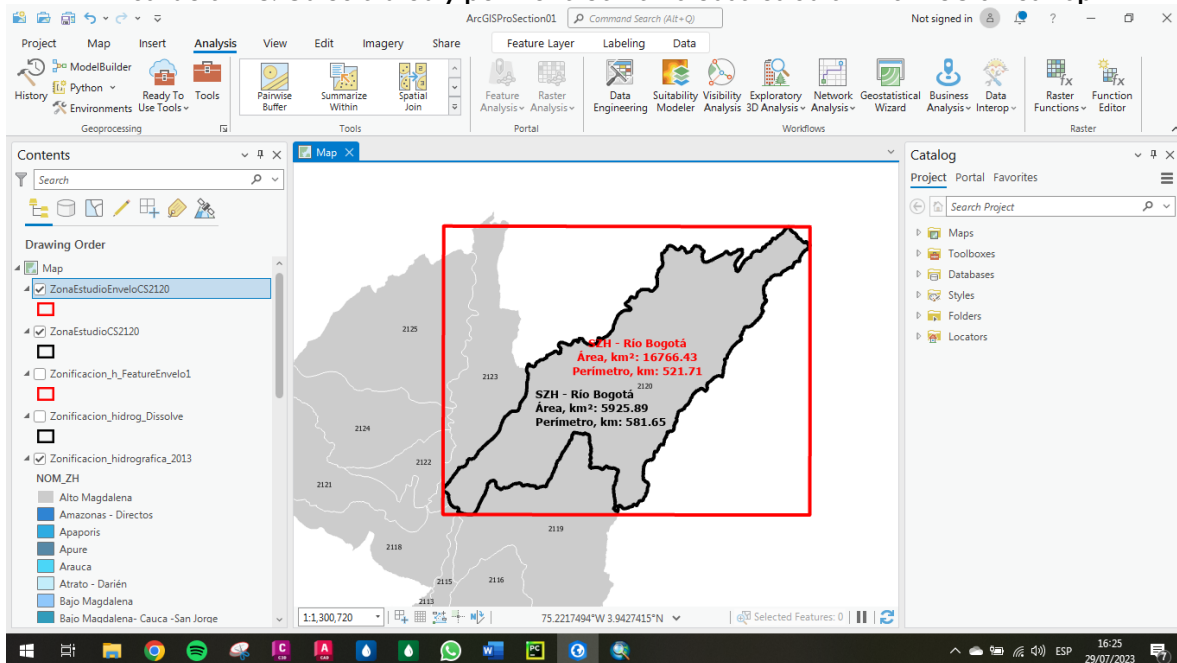 ArcGISProSection01
Command Search (Alt+Q)
Not signed in
?
Project Map Insert Analysis View Edit Imagery Share Feature Layer Labeling Data
History
ModelBuilder
Python
Environments
Ready To Use Tools
Tools
Pairwise Buffer
Summarize Within
Spatial Join
Feature Analysis
Raster Analysis
Data Engineering
Suitability Modeler
Visibility Analysis
Exploratory 3D Analysis
Network Analysis
Geostatistical Wizard
Business Analysis
Data Interop
Raster Functions
Function Editor
Geoprocessing
Tools
Portal
Workflows
Raster
Contents
Search
Drawing Order
Map
ZonaEstudioEnveloCS2120
ZonaEstudioCS2120
Zonificacion_h_FeatureEnvelo1
Zonificacion_hidrog_Dissolve
Zonificacion_hidrografica_2013
NOM_ZH
Alto Magdalena
Amazonas - Directos
Apaporis
Apure
Arauca
Atrato - Darién
Bajo Magdalena
Bajo Magdalena- Cauca -San Jorge
Map
2125
2123
SZH - Río Bogotá
Área, km²: 16766.43
Perímetro, km: 521.71
2120
SZH - Río Bogotá
Área, km²: 5925.89
Perímetro, km: 581.65
2124
2122
2121
2119
2118
2115
2116
2113
1:1,300,720
75.2217494°W 3.9427415°N
Selected Features: 0
Catalog
Project Portal Favorites
Search Project
Maps
Toolboxes
Databases
Styles
Folders
Locators
ESP
16:25
29/07/2023